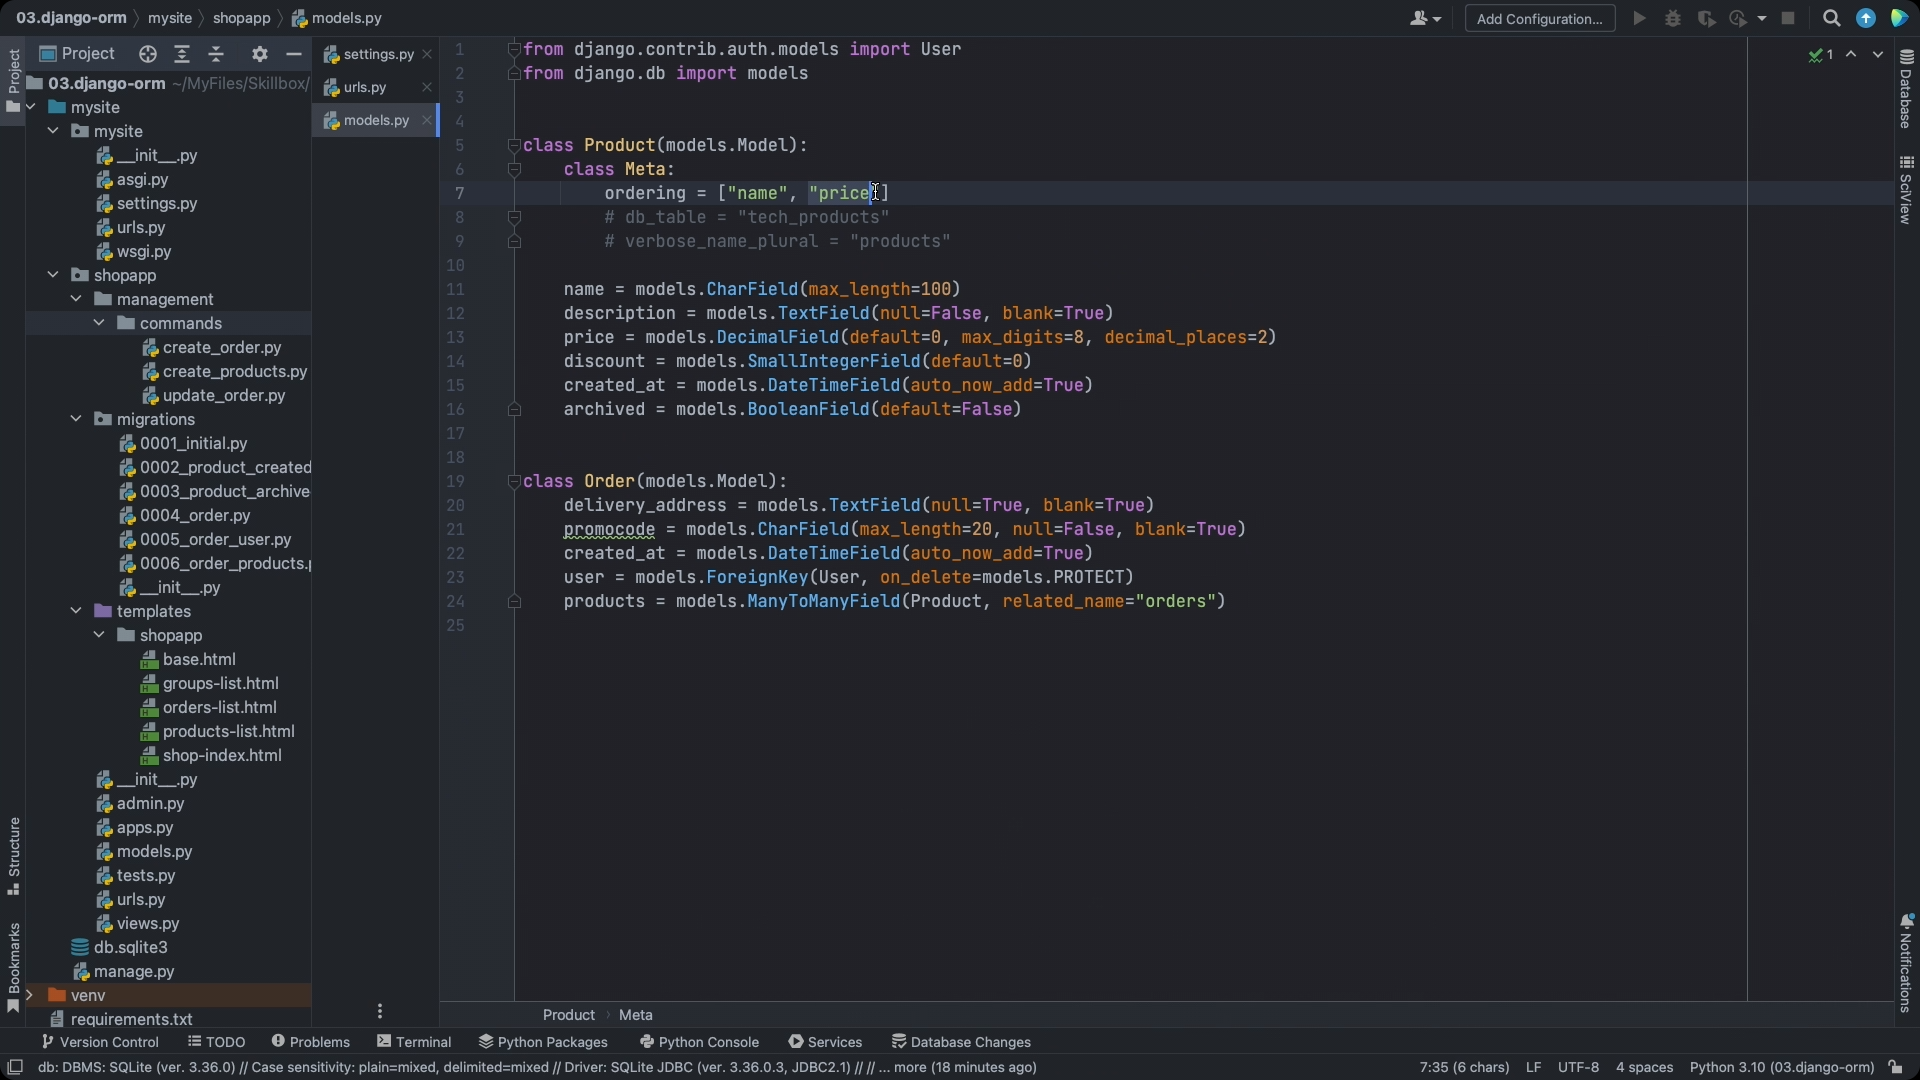 03.django-orm
mysite
shopapp
models.py
Add Configuration...
Project
Project
settings.py
urls.py
models.py
1
Database
SciView
Notifications
Structure
Bookmarks
03.django-orm ~/MyFiles/Skillbox/
mysite
mysite
__init__.py
asgi.py
settings.py
urls.py
wsgi.py
shopapp
management
commands
create_order.py
create_products.py
update_order.py
migrations
0001_initial.py
0002_product_created
0003_product_archive
0004_order.py
0005_order_user.py
0006_order_products.p
__init__.py
templates
shopapp
base.html
groups-list.html
orders-list.html
products-list.html
shop-index.html
__init__.py
admin.py
apps.py
models.py
tests.py
urls.py
views.py
db.sqlite3
manage.py
venv
requirements.txt
1 from django.contrib.auth.models import User
2 from django.db import models
3
4
5 class Product(models.Model):
6 class Meta:
7 ordering = ["name", "price"]
8 # db_table = "tech_products"
9 # verbose_name_plural = "products"
10
11 name = models.CharField(max_length=100)
12 description = models.TextField(null=False, blank=True)
13 price = models.DecimalField(default=0, max_digits=8, decimal_places=2)
14 discount = models.SmallIntegerField(default=0)
15 created_at = models.DateTimeField(auto_now_add=True)
16 archived = models.BooleanField(default=False)
17
18
19 class Order(models.Model):
20 delivery_address = models.TextField(null=True, blank=True)
21 promocode = models.CharField(max_length=20, null=False, blank=True)
22 created_at = models.DateTimeField(auto_now_add=True)
23 user = models.ForeignKey(User, on_delete=models.PROTECT)
24 products = models.ManyToManyField(Product, related_name="orders")
25
Product
Meta
Version Control
TODO
Problems
Terminal
Python Packages
Python Console
Services
Database Changes
db: DBMS: SQLite (ver. 3.36.0) // Case sensitivity: plain=mixed, delimited=mixed // Driver: SQLite JDBC (ver. 3.36.0.3, JDBC2.1) // // ... more (18 minutes ago)
7:35 (6 chars)
LF
UTF-8
4 spaces
Python 3.10 (03.django-orm)